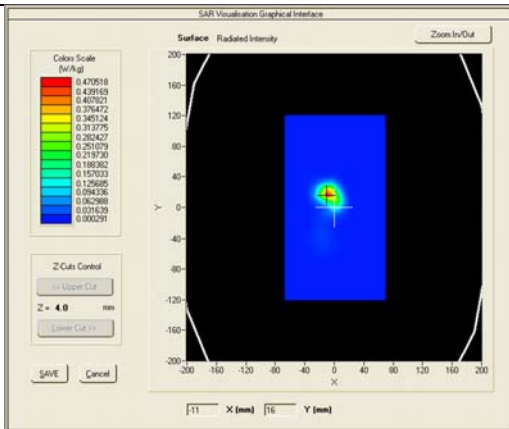 SAR Visualisation Graphical Interface
Surface Radiated Intensity
Zoom In/Out
Colors Scale
(W/kg)
0.470518
0.439169
0.407821
0.376472
0.345124
0.313775
0.282427
0.251079
0.219730
0.188382
0.157033
0.125685
0.094336
0.062988
0.031639
0.000291
Z-Cuts Control
<< Upper Cut
Z = 4.0 mm
Lower Cut >>
SAVE Cancel
200
160
120
80
40
0
-40
-80
-120
-160
-200
Y
-200 -160 -120 -80 -40 0 40 80 120 160 200
X
-11 X (mm) 16 Y (mm)